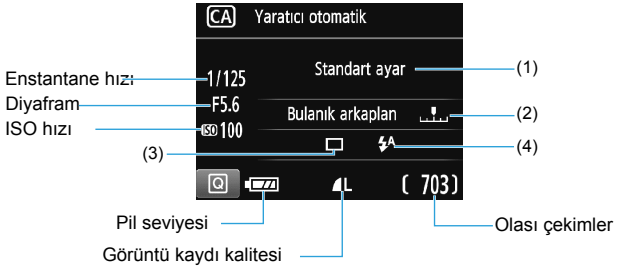 CA Yaratıcı otomatik
Enstantane hızı 1/125 Standart ayar (1)
Diyafram F5.6 Bulanık arkaplan (2)
ISO hızı ISO 100
(3) A (4)
Q L [ 703]
Pil seviyesi Olası çekimler
Görüntü kaydı kalitesi